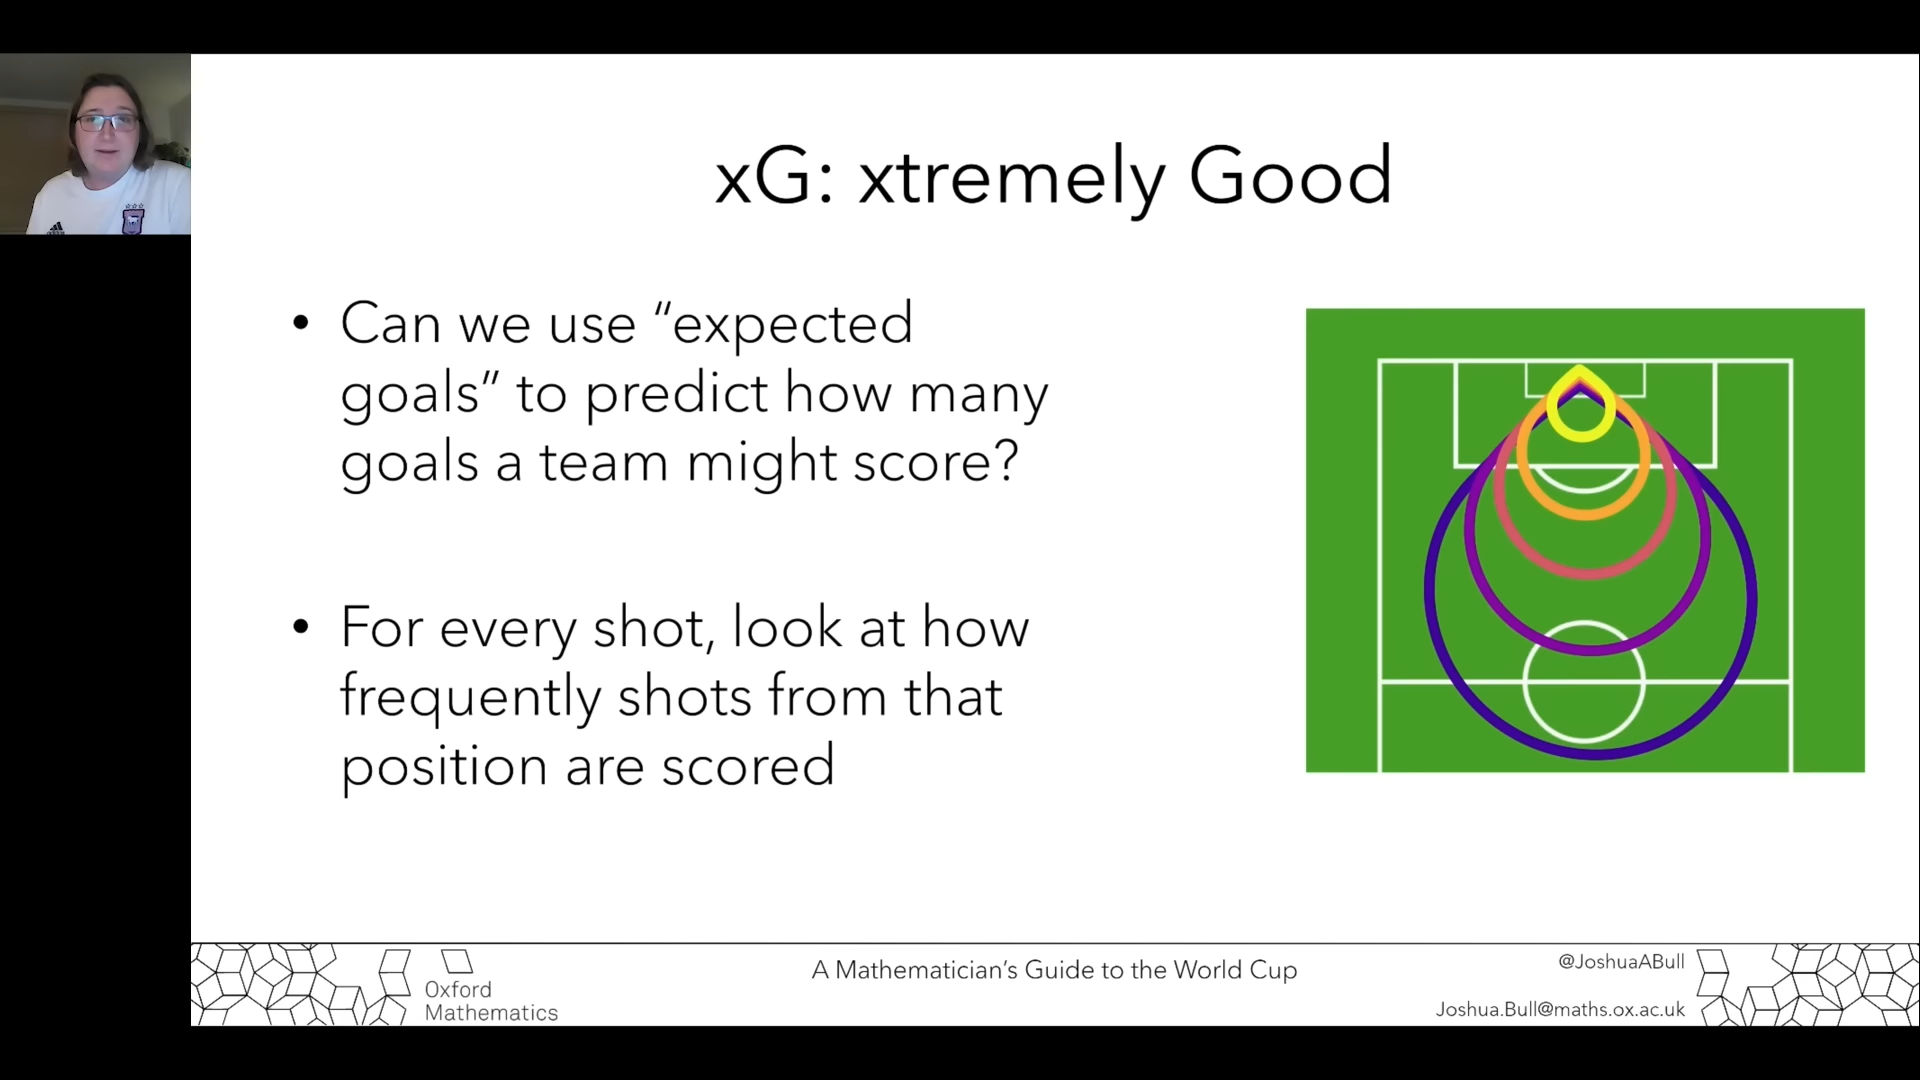 xG: xtremely Good
• Can we use “expected
goals” to predict how many
goals a team might score?
• For every shot, look at how
frequently shots from that
position are scored
Oxford
Mathematics
A Mathematician’s Guide to the World Cup
@JoshuaABull
Joshua.Bull@maths.ox.ac.uk